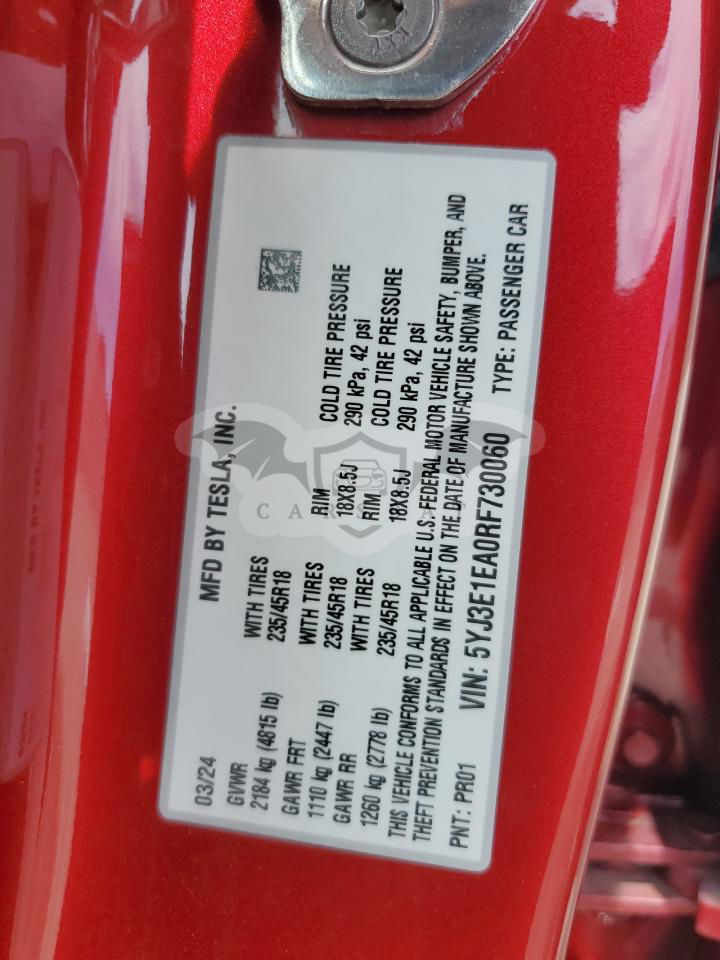 MFD BY TESLA, INC.
03/24
GVWR
2184 kg (4815 lb)
WITH TIRES
235/45R18
GAWR FRT
1110 kg (2447 lb)
WITH TIRES
235/45R18
RIM
18X8.5J
COLD TIRE PRESSURE
290 kPa, 42 psi
GAWR RR
1260 kg (2778 lb)
WITH TIRES
235/45R18
RIM
18X8.5J
COLD TIRE PRESSURE
290 kPa, 42 psi
THIS VEHICLE CONFORMS TO ALL APPLICABLE U.S. FEDERAL MOTOR VEHICLE SAFETY, BUMPER, AND
THEFT PREVENTION STANDARDS IN EFFECT ON THE DATE OF MANUFACTURE SHOWN ABOVE.
PNT: PR01
VIN: 5YJ3E1EA0RF730060
TYPE: PASSENGER CAR